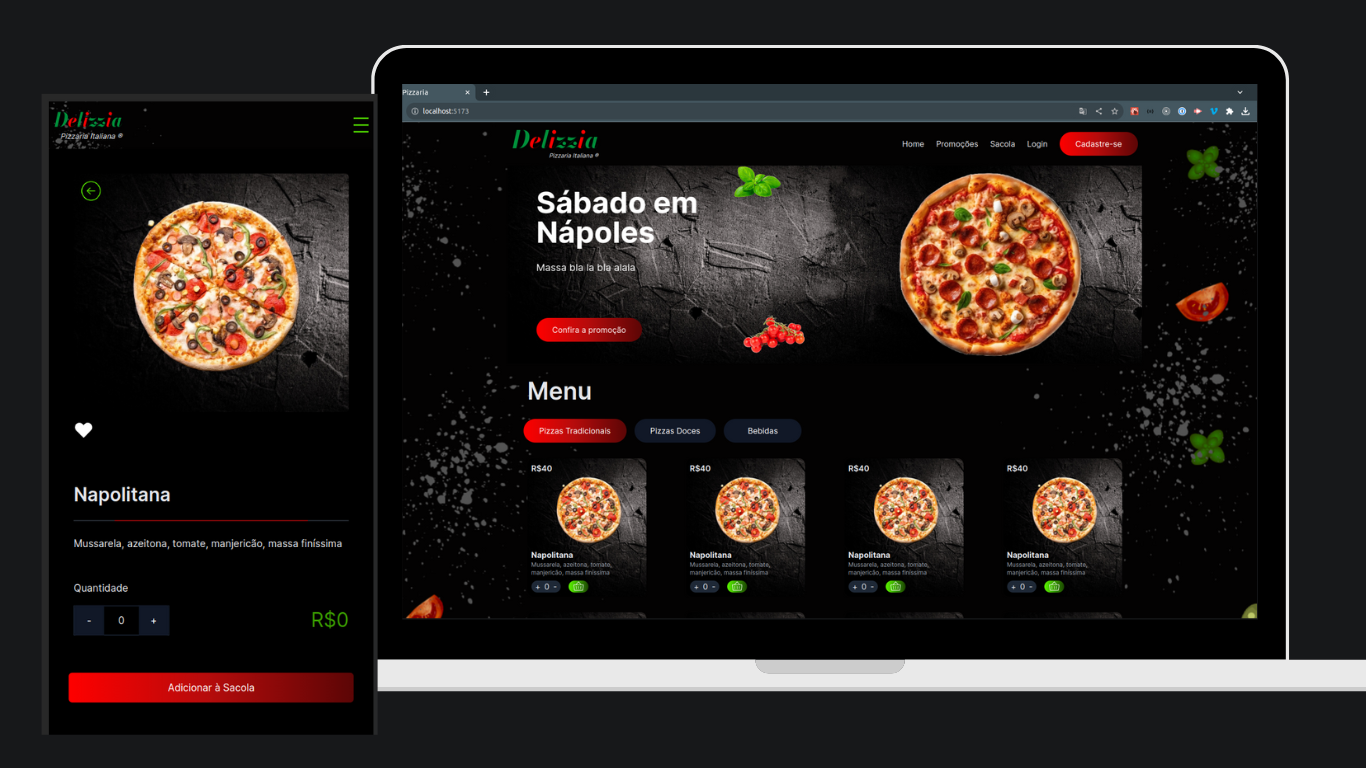 Delizzia
Pizzaria Italiana ®
Napolitana
Mussarela, azeitona, tomate, manjericão, massa finíssima
Quantidade
- 0 +
R$0
Adicionar à Sacola
Pizzaria × +
localhost:5173
Delizzia
Pizzaria Italiana ®
Home Promoções Sacola Login Cadastre-se
Sábado em
Nápoles
Massa bla la bla alala
Confira a promoção
Menu
Pizzas Tradicionais Pizzas Doces Bebidas
R$40
Napolitana
Mussarela, azeitona, tomate,
manjericão, massa finíssima
+ 0 -
R$40
Napolitana
Mussarela, azeitona, tomate,
manjericão, massa finíssima
+ 0 -
R$40
Napolitana
Mussarela, azeitona, tomate,
manjericão, massa finíssima
+ 0 -
R$40
Napolitana
Mussarela, azeitona, tomate,
manjericão, massa finíssima
+ 0 -